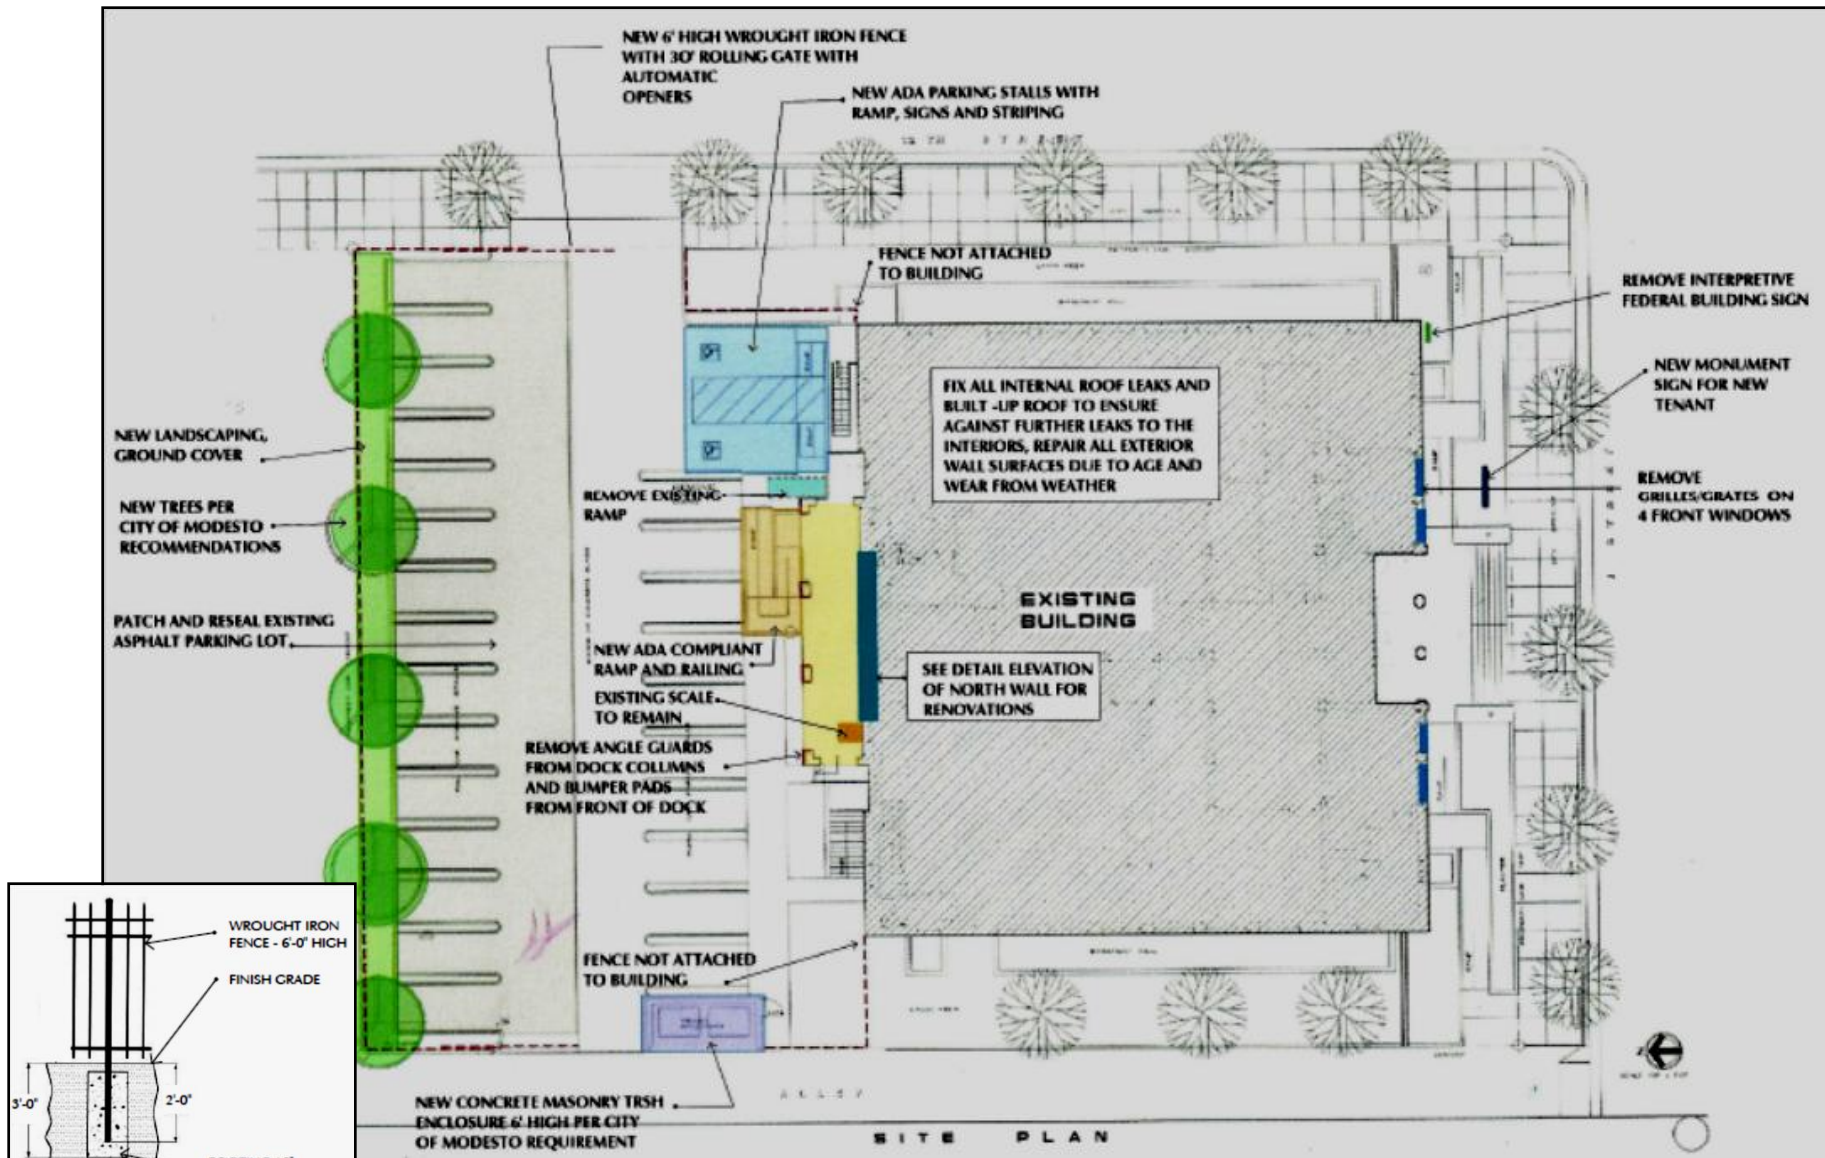 NEW 6' HIGH WROUGHT IRON FENCE
WITH 30' ROLLING GATE WITH
AUTOMATIC
OPENERS
NEW ADA PARKING STALLS WITH
RAMP, SIGNS AND STRIPING
12 TH STREET
FENCE NOT ATTACHED
TO BUILDING
REMOVE INTERPRETIVE
FEDERAL BUILDING SIGN
NEW MONUMENT
SIGN FOR NEW
TENANT
FIX ALL INTERNAL ROOF LEAKS AND
BUILT -UP ROOF TO ENSURE
AGAINST FURTHER LEAKS TO THE
INTERIORS, REPAIR ALL EXTERIOR
WALL SURFACES DUE TO AGE AND
WEAR FROM WEATHER
NEW LANDSCAPING,
GROUND COVER
REMOVE
GRILLES/GRATES ON
4 FRONT WINDOWS
REMOVE EXISTING
RAMP
NEW TREES PER
CITY OF MODESTO
RECOMMENDATIONS
I STREET
EXISTING
BUILDING
PATCH AND RESEAL EXISTING
ASPHALT PARKING LOT
NEW ADA COMPLIANT
RAMP AND RAILING
SEE DETAIL ELEVATION
OF NORTH WALL FOR
RENOVATIONS
EXISTING SCALE
TO REMAIN
REMOVE ANGLE GUARDS
FROM DOCK COLUMNS
AND BUMPER PADS
FROM FRONT OF DOCK
FENCE NOT ATTACHED
TO BUILDING
WROUGHT IRON
FENCE - 6'-0" HIGH
FINISH GRADE
3'-0"
2'-0"
NEW CONCRETE MASONRY TRSH
ENCLOSURE 6' HIGH PER CITY
OF MODESTO REQUIREMENT
ALLEY
SITE PLAN